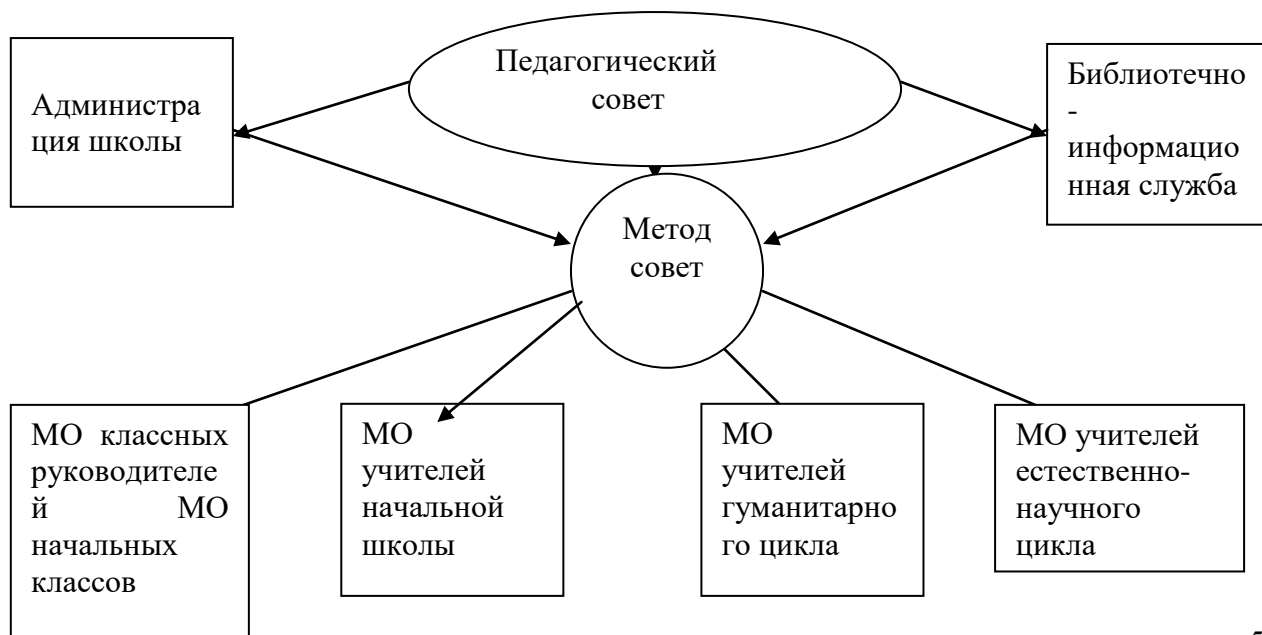 Педагогический
совет
Администра
ция школы
Библиотечно
-
информацио
нная служба
Метод
совет
МО классных
руководителе
й МО
начальных
классов
МО
учителей
начальной
школы
МО
учителей
гуманитарно
го цикла
МО учителей
естественно-
научного
цикла